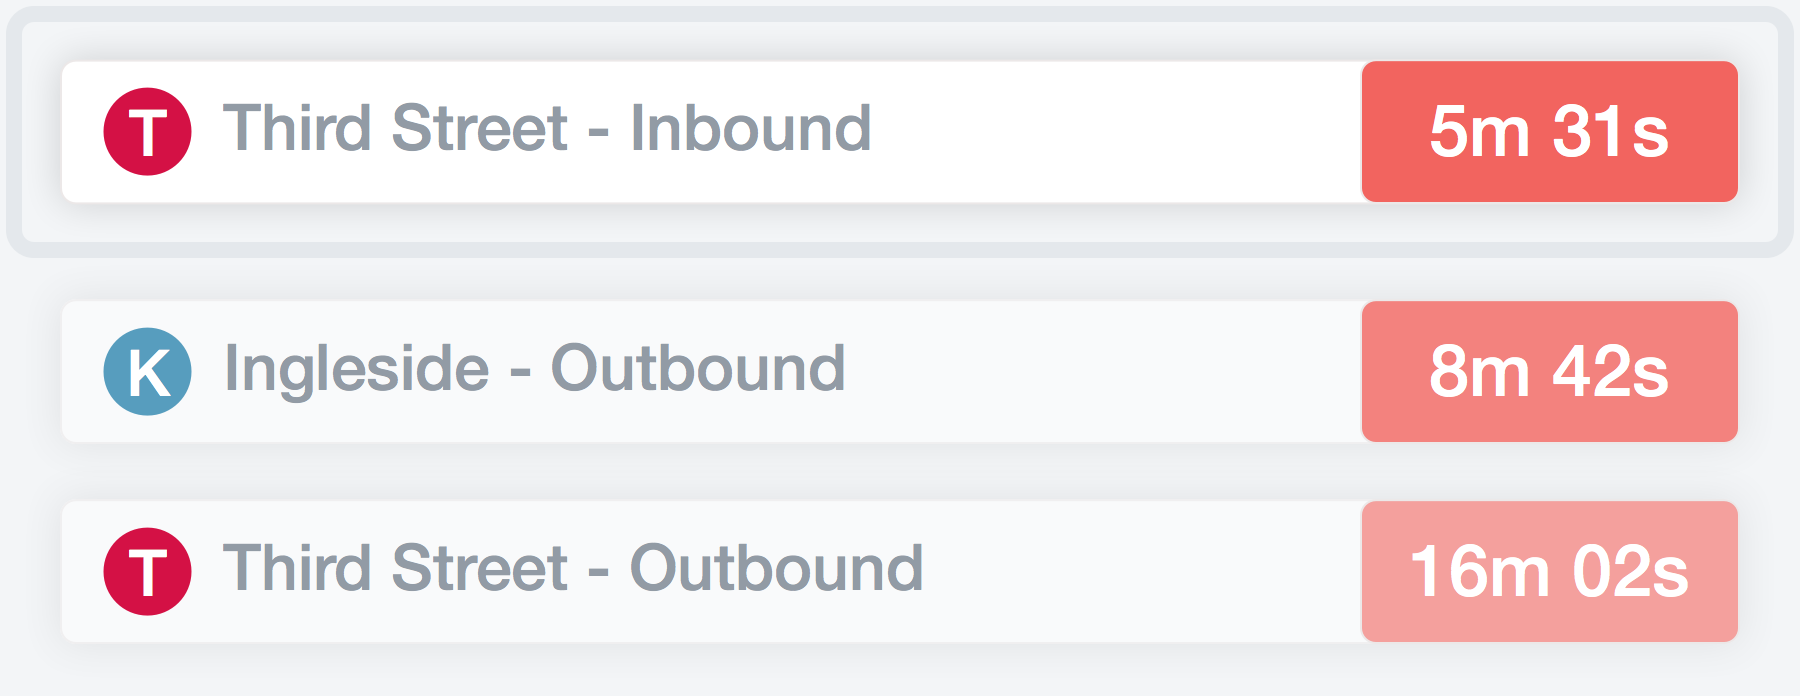 T Third Street - Inbound 5m 31s
K Ingleside - Outbound 8m 42s
T Third Street - Outbound 16m 02s